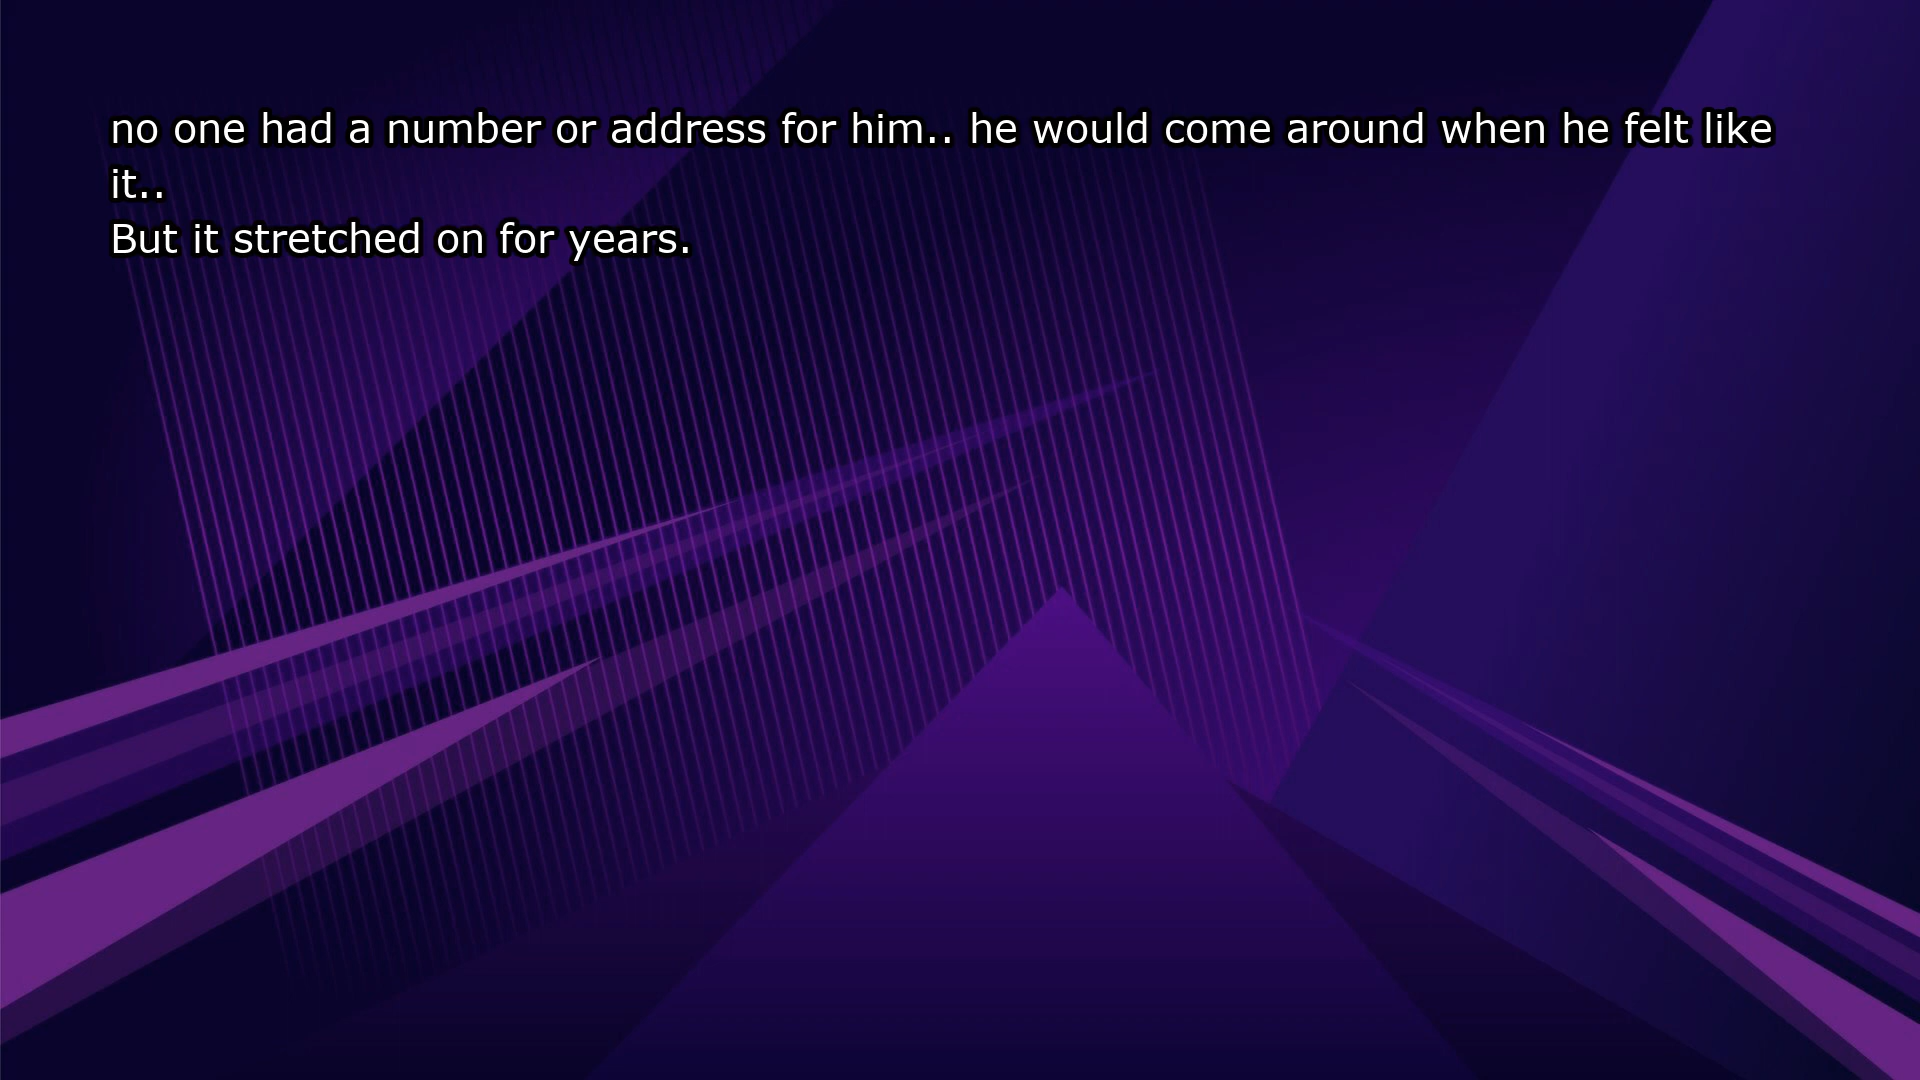 no one had a number or address for him.. he would come around when he felt like
it..
But it stretched on for years.